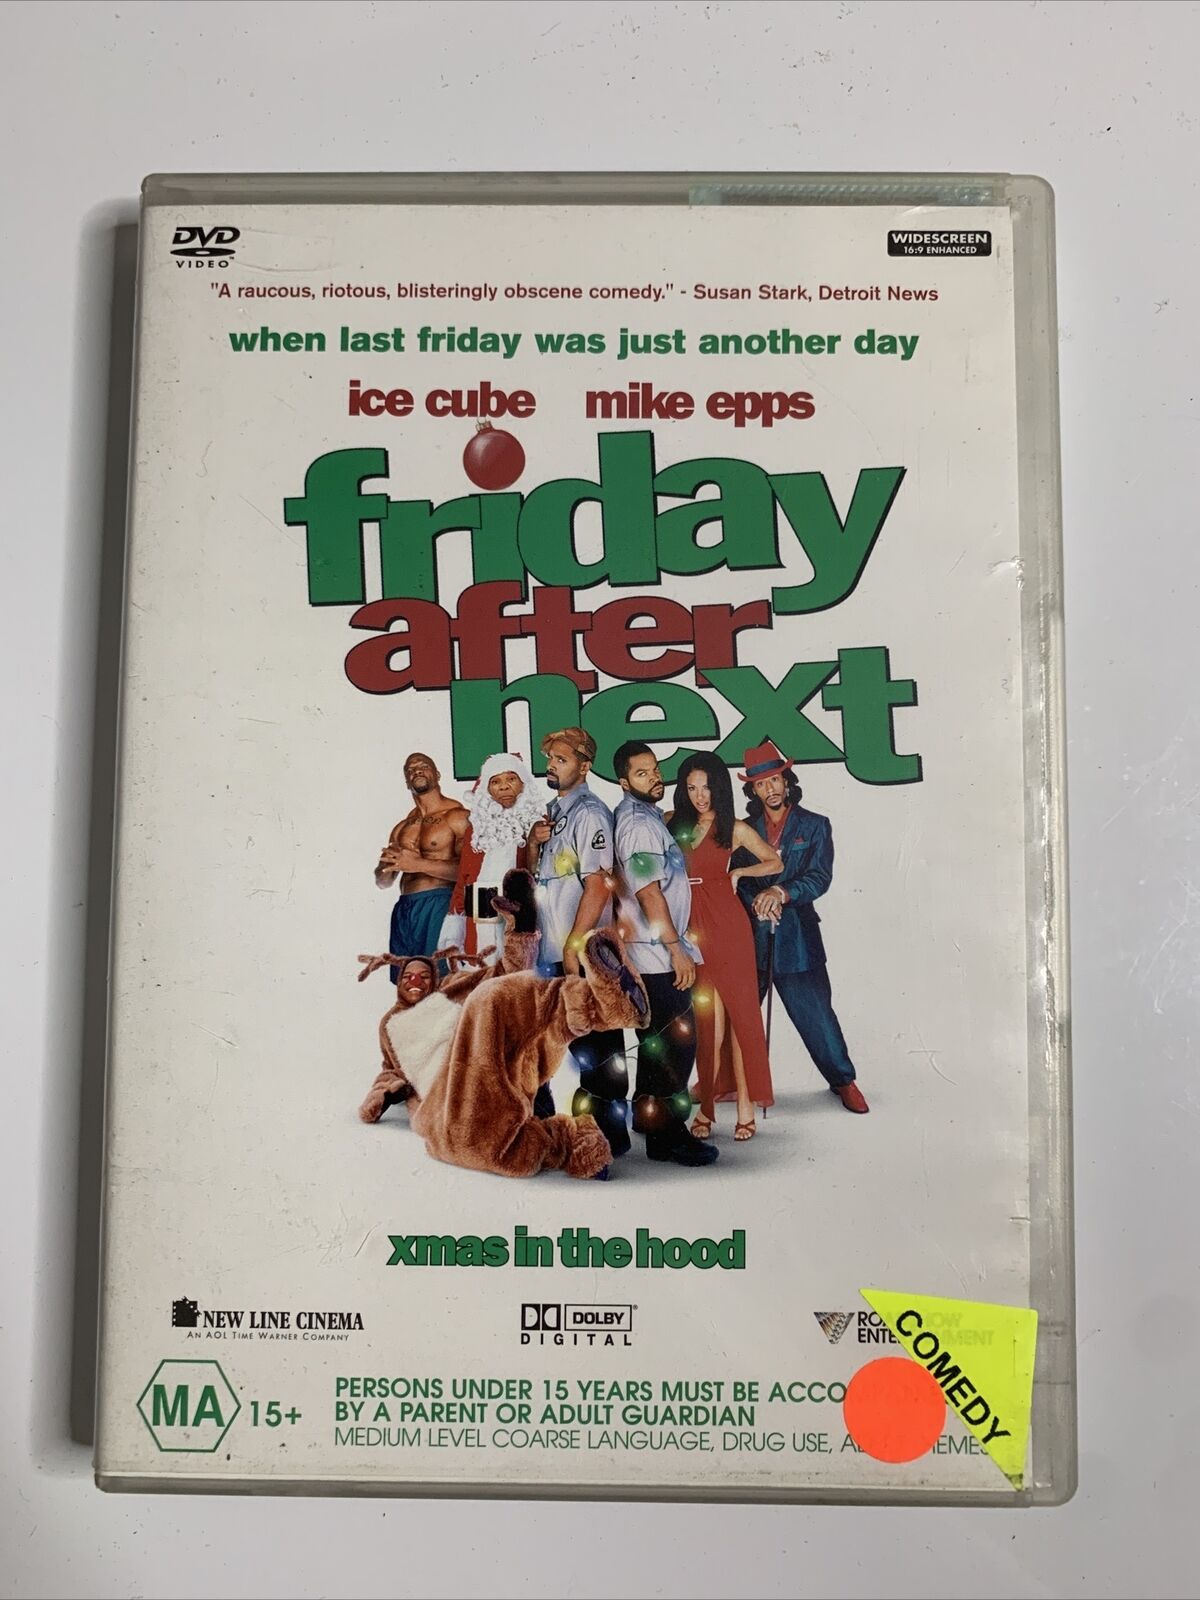 DVD
VIDEO™
WIDESCREEN
16:9 ENHANCED
"A raucous, riotous, blisteringly obscene comedy." - Susan Stark, Detroit News
when last friday was just another day
ice cube mike epps
friday
after
next
xmas in the hood
NEW LINE CINEMA
AN AOL TIME WARNER COMPANY
DOLBY®
DIGITAL
COMEDY
MA 15+
PERSONS UNDER 15 YEARS MUST BE
BY A PARENT OR ADULT GUARDIAN
MEDIUM LEVEL COARSE LANGUAGE, DRUG USE,